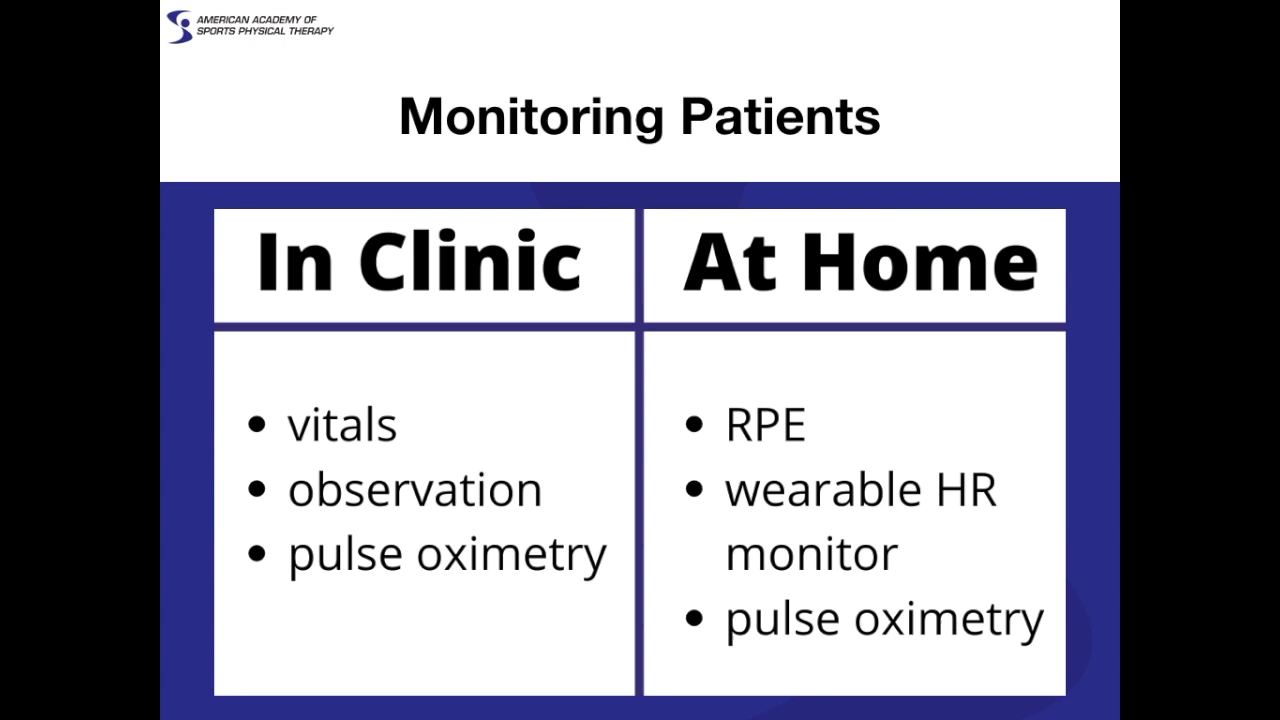 AMERICAN ACADEMY OF
SPORTS PHYSICAL THERAPY
Monitoring Patients
In Clinic
At Home
• vitals
• observation
• pulse oximetry
• RPE
• wearable HR
monitor
• pulse oximetry